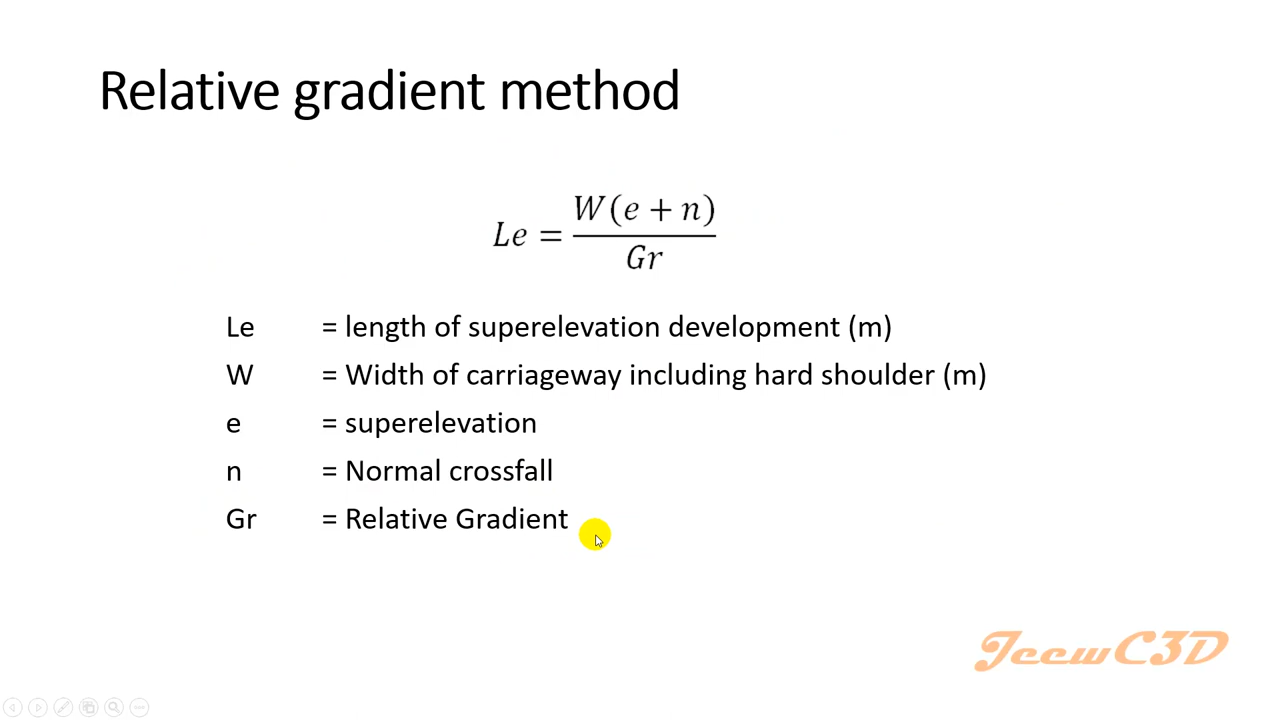 Relative gradient method
Le = W(e + n) / Gr
Le = length of superelevation development (m)
W = Width of carriageway including hard shoulder (m)
e = superelevation
n = Normal crossfall
Gr = Relative Gradient
JeewC3D